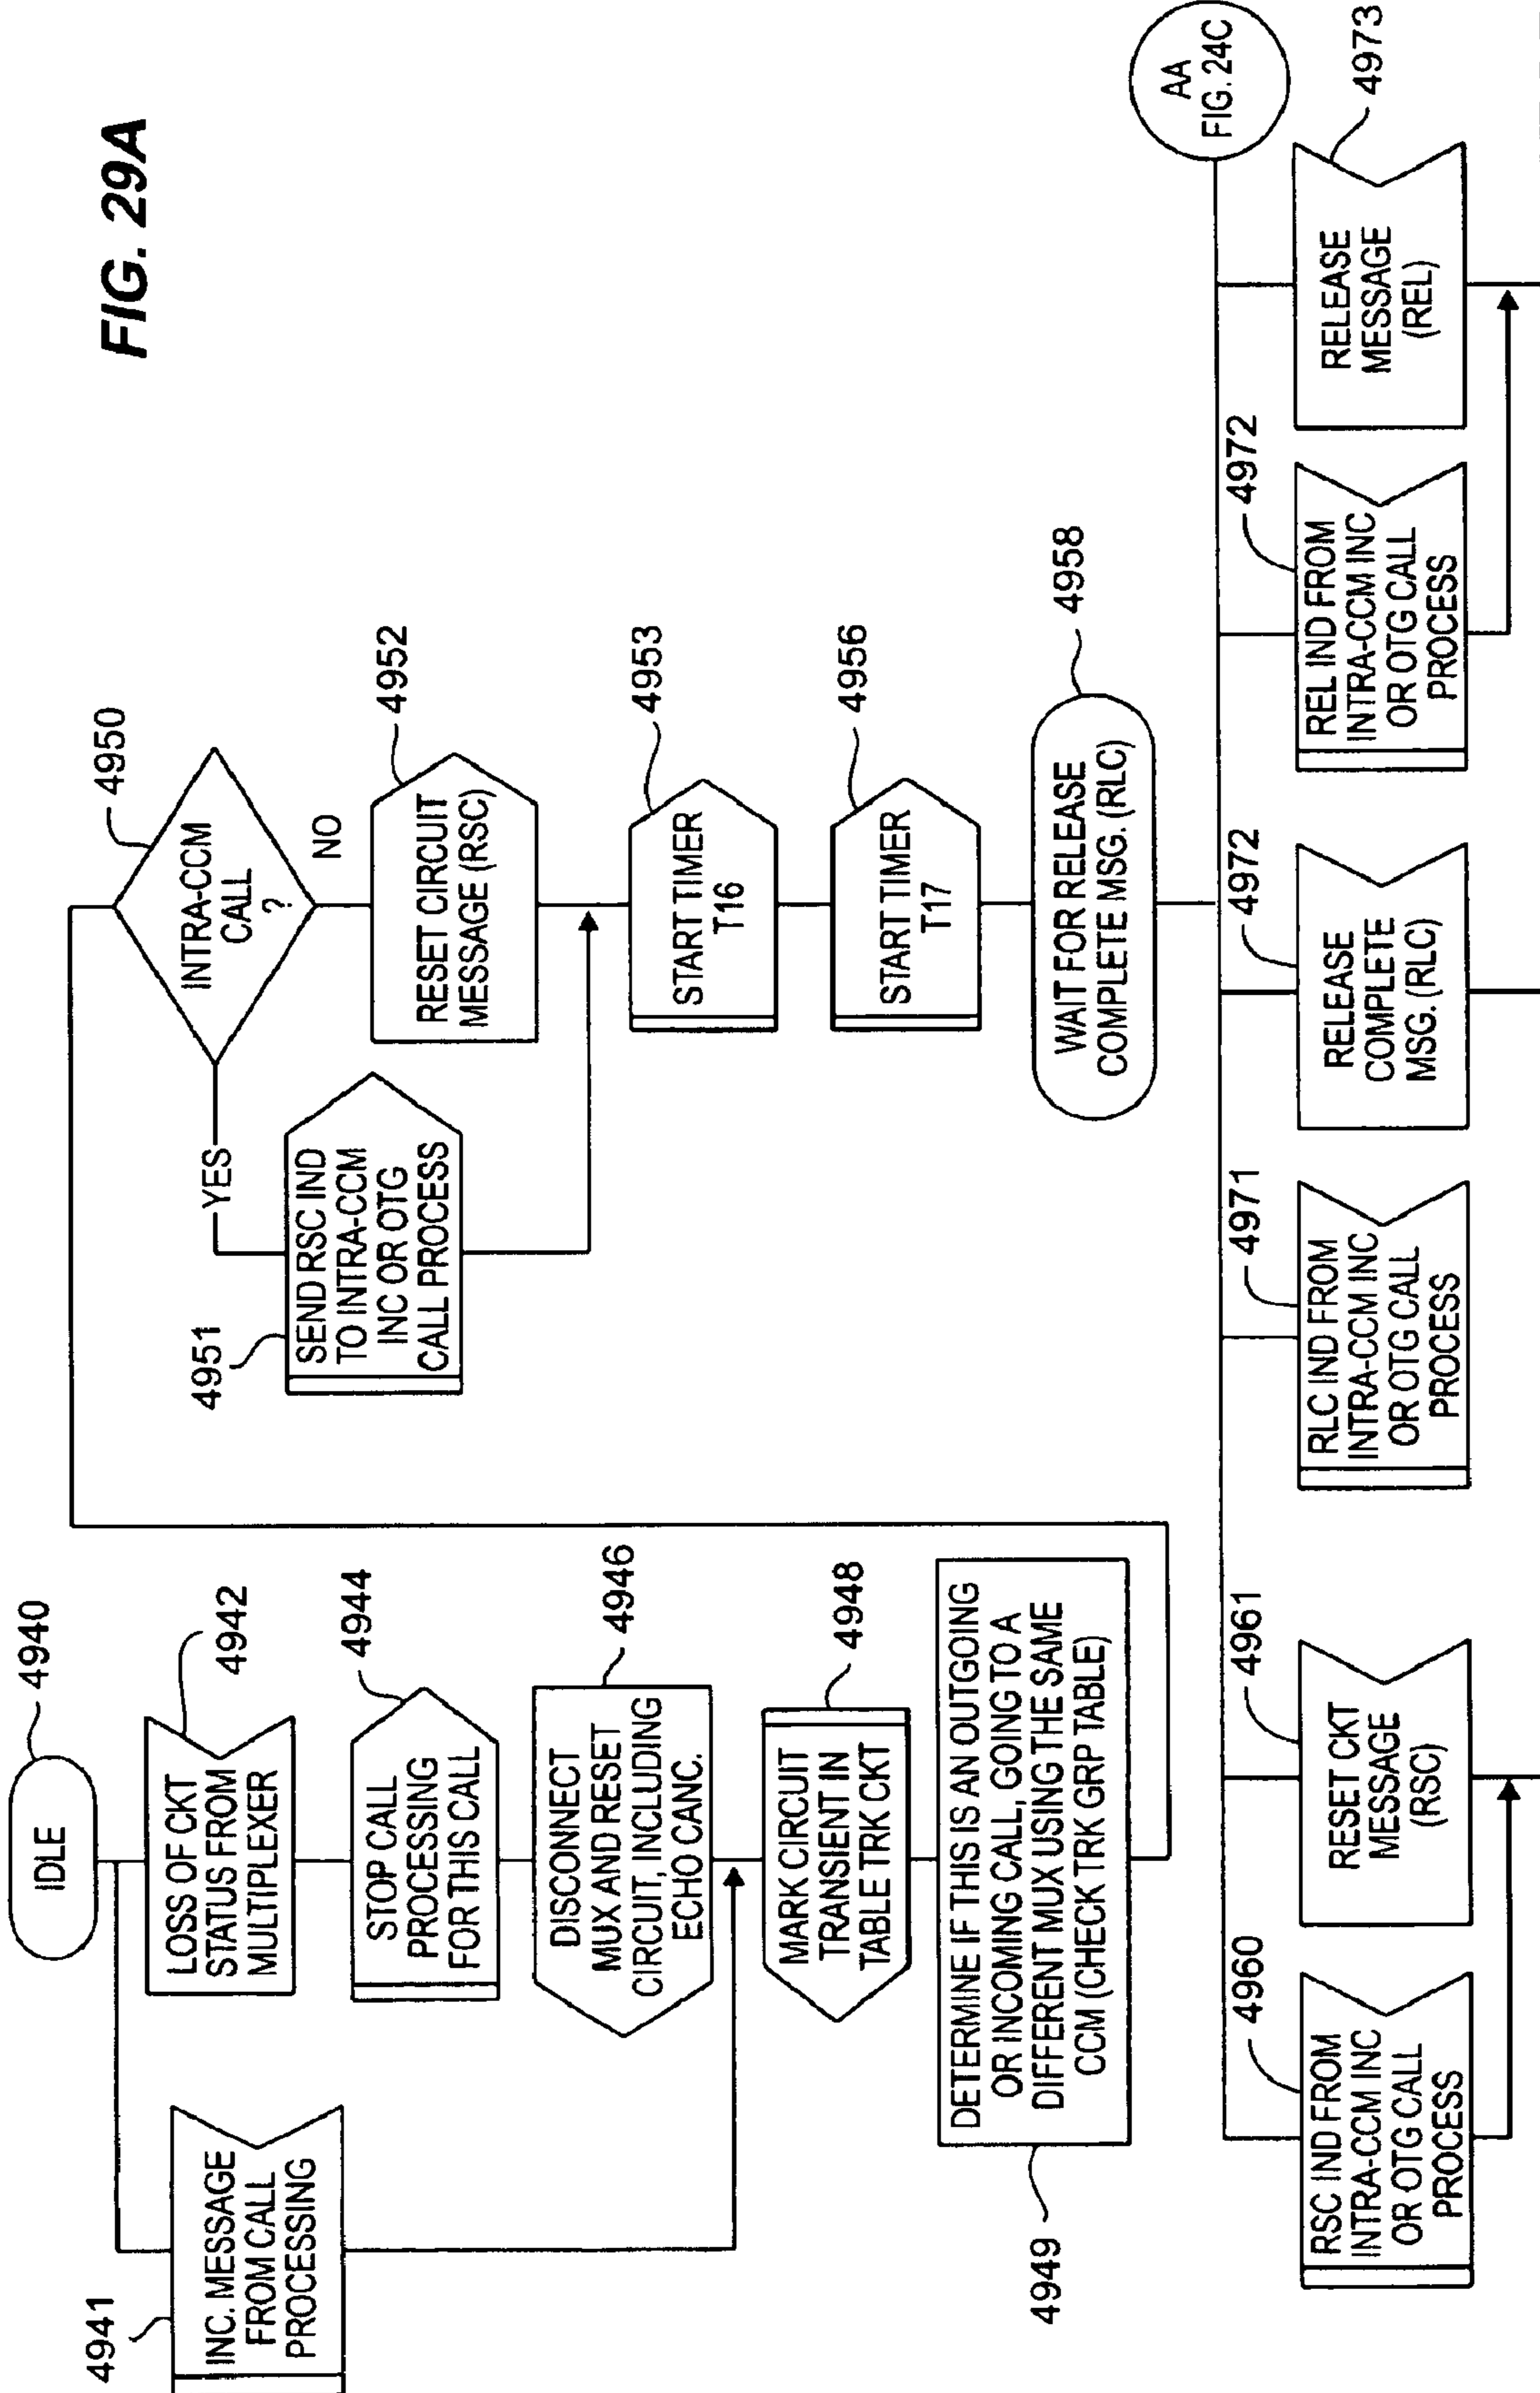 FIG. 29A
4940
IDLE
4941
INC. MESSAGE
FROM CALL
PROCESSING
4942
LOSS OF CKT
STATUS FROM
MULTIPLEXER
4944
STOP CALL
PROCESSING
FOR THIS CALL
4946
DISCONNECT
MUX AND RESET
CIRCUIT, INCLUDING
ECHO CANC.
4948
MARK CIRCUIT
TRANSIENT IN
TABLE TRK CKT
4949
DETERMINE IF THIS IS AN OUTGOING
OR INCOMING CALL, GOING TO A
DIFFERENT MUX USING THE SAME
CCM (CHECK TRK GRP TABLE)
4950
INTRA-CCM
CALL
?
YES
NO
4951
SEND RSC IND
TO INTRA-CCM
INC OR OTG
CALL PROCESS
4952
RESET CIRCUIT
MESSAGE (RSC)
4953
START TIMER
T16
4956
START TIMER
T17
4958
WAIT FOR RELEASE
COMPLETE MSG. (RLC)
AA
FIG. 24C
4960
RSC IND FROM
INTRA-CCM INC
OR OTG CALL
PROCESS
4961
RESET CKT
MESSAGE
(RSC)
4971
RLC IND FROM
INTRA-CCM INC
OR OTG CALL
PROCESS
4972
RELEASE
COMPLETE
MSG. (RLC)
4972
REL IND FROM
INTRA-CCM INC
OR OTG CALL
PROCESS
4973
RELEASE
MESSAGE
(REL)